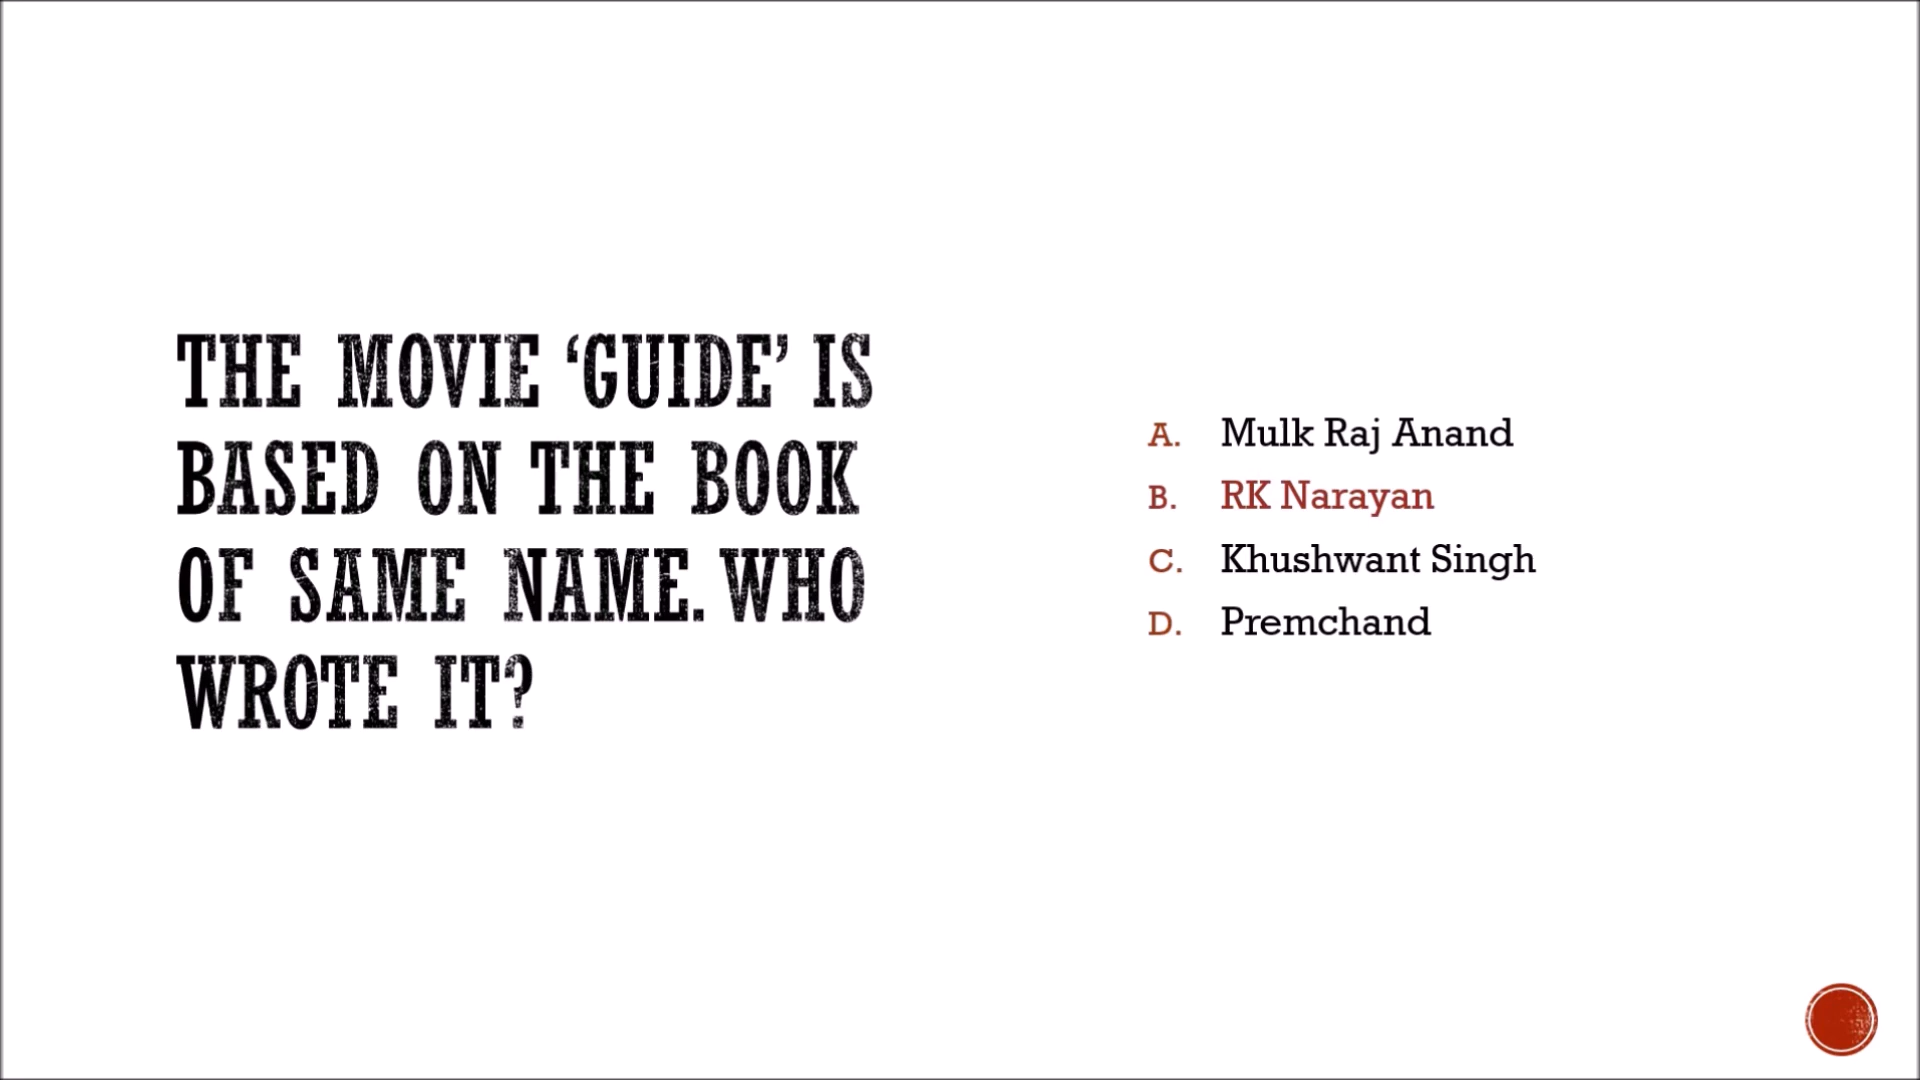 THE MOVIE ‘GUIDE’ IS
BASED ON THE BOOK
OF SAME NAME. WHO
WROTE IT?
A. Mulk Raj Anand
B. RK Narayan
C. Khushwant Singh
D. Premchand